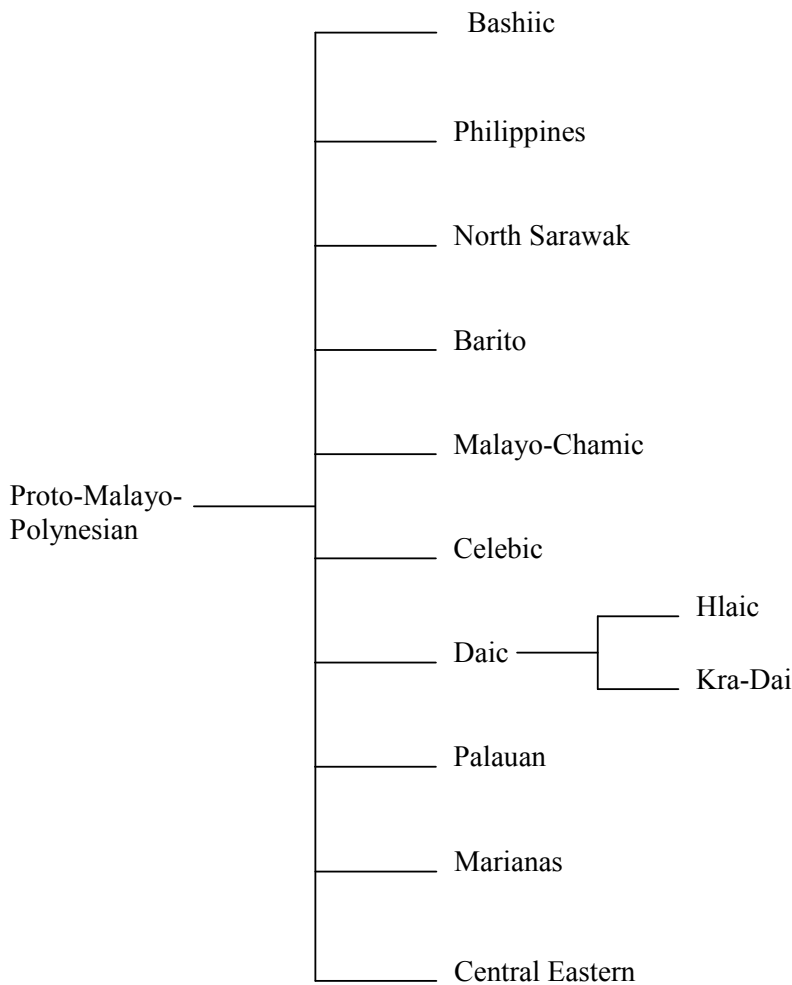 Bashiic
Philippines
North Sarawak
Barito
Malayo-Chamic
Proto-Malayo-
Polynesian
Celebic
Hlaic
Daic
Kra-Dai
Palauan
Marianas
Central Eastern